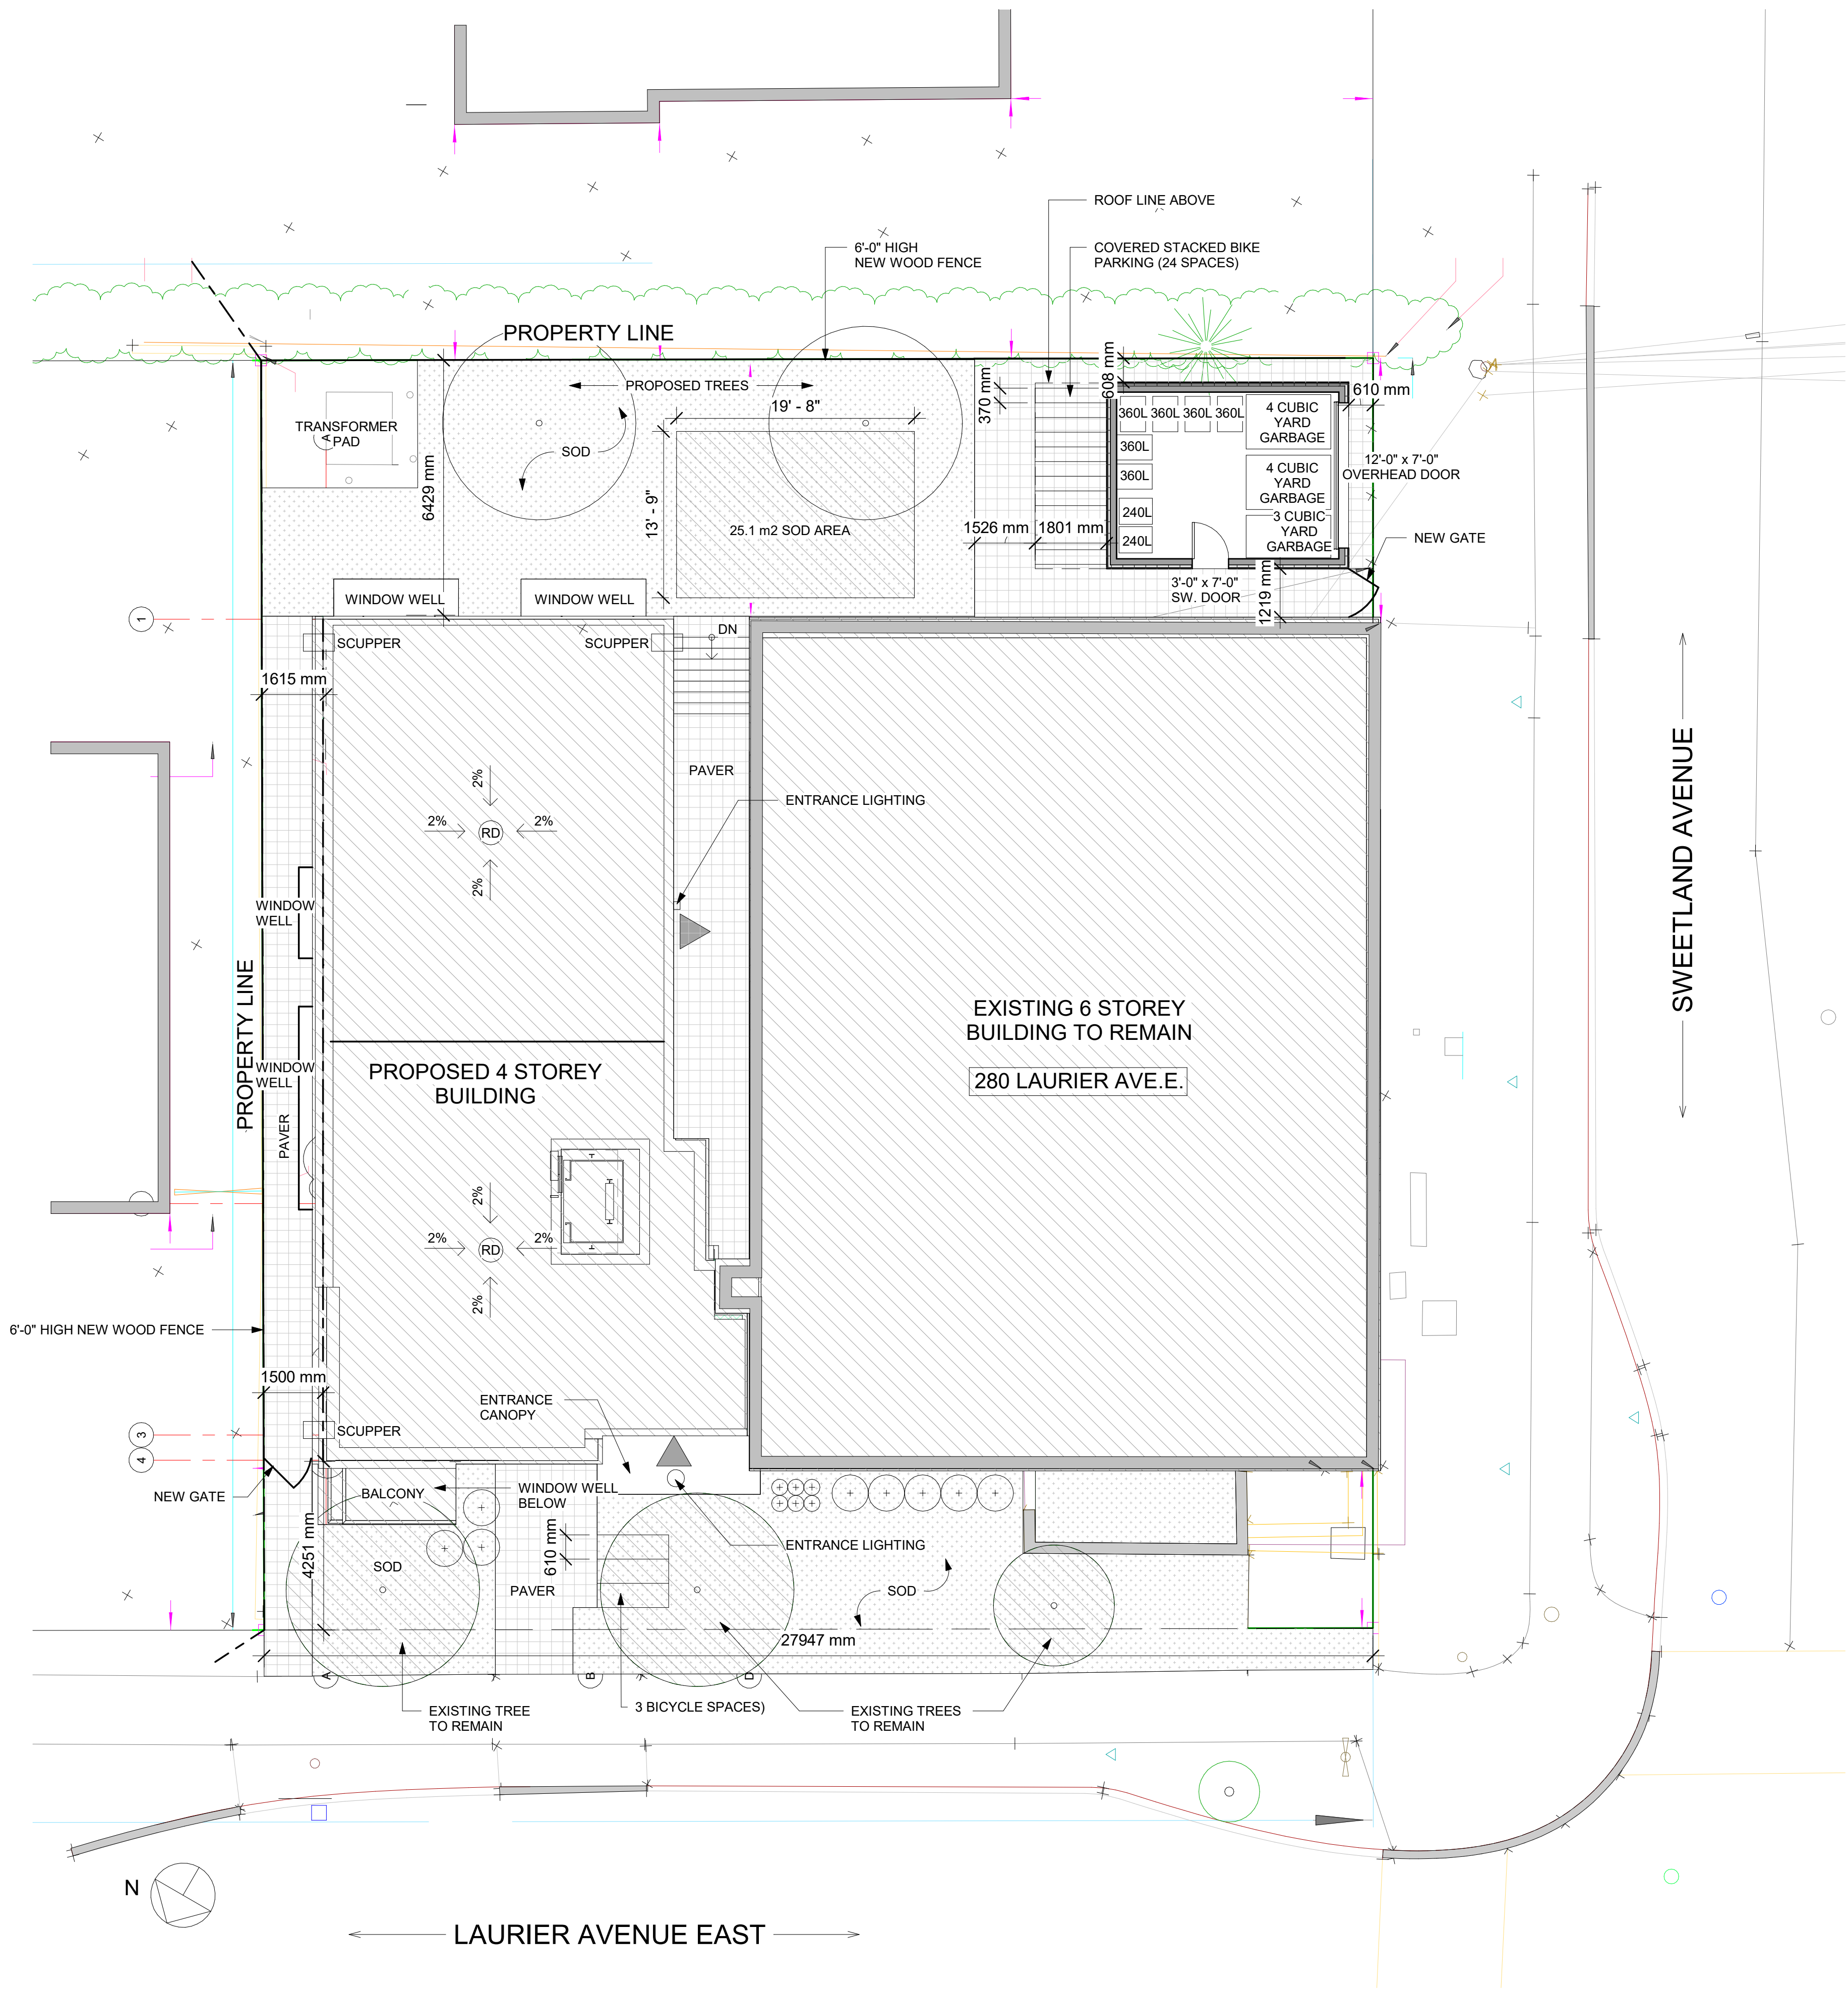 ROOF LINE ABOVE
6'-0" HIGH
NEW WOOD FENCE
COVERED STACKED BIKE
PARKING (24 SPACES)
PROPERTY LINE
PROPOSED TREES
19' - 8"
370 mm
608 mm
610 mm
TRANSFORMER
PAD
A
SOD
6429 mm
13' - 9"
25.1 m2 SOD AREA
360L
360L
360L
360L
360L
360L
240L
240L
4 CUBIC
YARD
GARBAGE
4 CUBIC
YARD
GARBAGE
3 CUBIC
YARD
GARBAGE
12'-0" x 7'-0"
OVERHEAD DOOR
1526 mm
1801 mm
NEW GATE
3'-0" x 7'-0"
SW. DOOR
1219 mm
WINDOW WELL
WINDOW WELL
1
SCUPPER
SCUPPER
DN
1615 mm
PAVER
2%
2%
RD
2%
2%
ENTRANCE LIGHTING
WINDOW
WELL
PROPERTY LINE
SWEETLAND AVENUE
EXISTING 6 STOREY
BUILDING TO REMAIN
280 LAURIER AVE.E.
WINDOW
WELL
PROPOSED 4 STOREY
BUILDING
PAVER
2%
2%
RD
2%
2%
6'-0" HIGH NEW WOOD FENCE
1500 mm
ENTRANCE
CANOPY
3
SCUPPER
4
NEW GATE
BALCONY
WINDOW WELL
BELOW
4251 mm
610 mm
ENTRANCE LIGHTING
SOD
PAVER
SOD
27947 mm
A
B
D
EXISTING TREE
TO REMAIN
3 BICYCLE SPACES)
EXISTING TREES
TO REMAIN
N
LAURIER AVENUE EAST